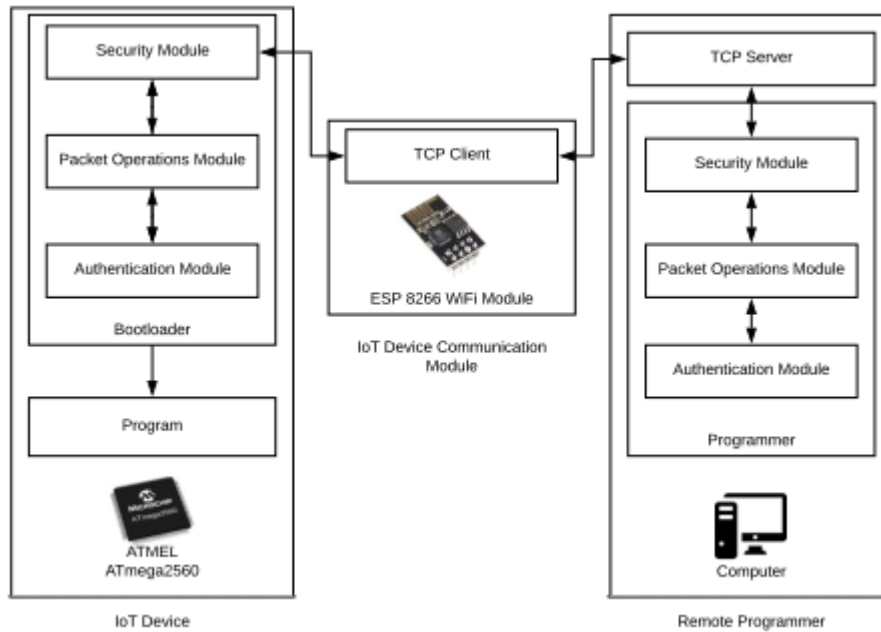 Security Module
Packet Operations Module
Authentication Module
Bootloader
Program
MICROCHIP
ATMEL
ATmega2560
IoT Device
TCP Client
ESP 8266 WiFi Module
IoT Device Communication
Module
TCP Server
Security Module
Packet Operations Module
Authentication Module
Programmer
Computer
Remote Programmer